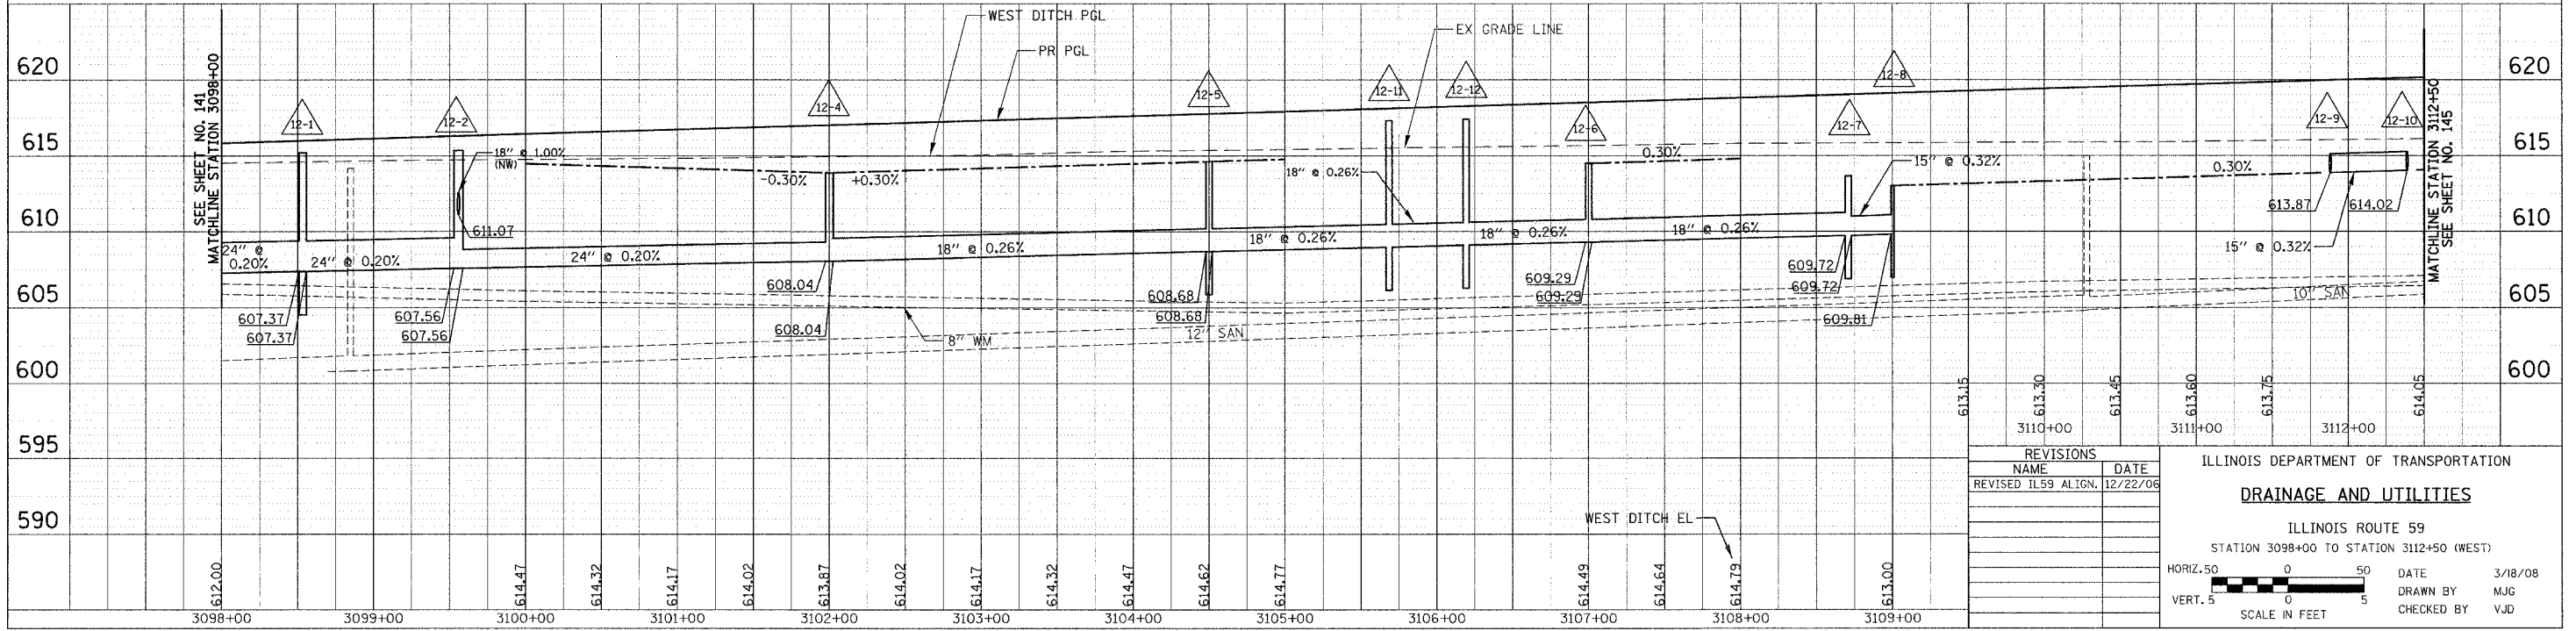 WEST DITCH PGL
PR PGL
EX GRADE LINE
620
615
610
605
600
595
590
620
615
610
605
600
SEE SHEET NO. 141
MATCHLINE STATION 3098+00
MATCHLINE STATION 3112+50
SEE SHEET NO. 145
12-1
12-2
12-4
12-5
12-11
12-12
12-6
12-7
12-8
12-9
12-10
18" @ 1.00%
(NW)
611.07
-0.30%
+0.30%
18" @ 0.26%
0.30%
15" @ 0.32%
0.30%
613.87
614.02
15" @ 0.32%
24" @
0.20%
24" @ 0.20%
24" @ 0.20%
18" @ 0.26%
18" @ 0.26%
18" @ 0.26%
18" @ 0.26%
607.37
607.37
607.56
607.56
608.04
608.04
608.68
608.68
609.29
609.29
609.72
609.72
609.81
8" WM
12" SAN
10" SAN
612.00
614.47
614.32
614.17
614.02
613.87
614.02
614.17
614.32
614.47
614.62
614.77
614.49
614.64
614.79
613.00
613.15
613.30
613.45
613.60
613.75
614.05
WEST DITCH EL
3098+00
3099+00
3100+00
3101+00
3102+00
3103+00
3104+00
3105+00
3106+00
3107+00
3108+00
3109+00
3110+00
3111+00
3112+00
REVISIONS
NAME DATE
REVISED IL59 ALIGN. 12/22/06
ILLINOIS DEPARTMENT OF TRANSPORTATION
DRAINAGE AND UTILITIES
ILLINOIS ROUTE 59
STATION 3098+00 TO STATION 3112+50 (WEST)
HORIZ. 50 0 50
VERT. 5 0 5
SCALE IN FEET
DATE 3/18/08
DRAWN BY MJG
CHECKED BY VJD